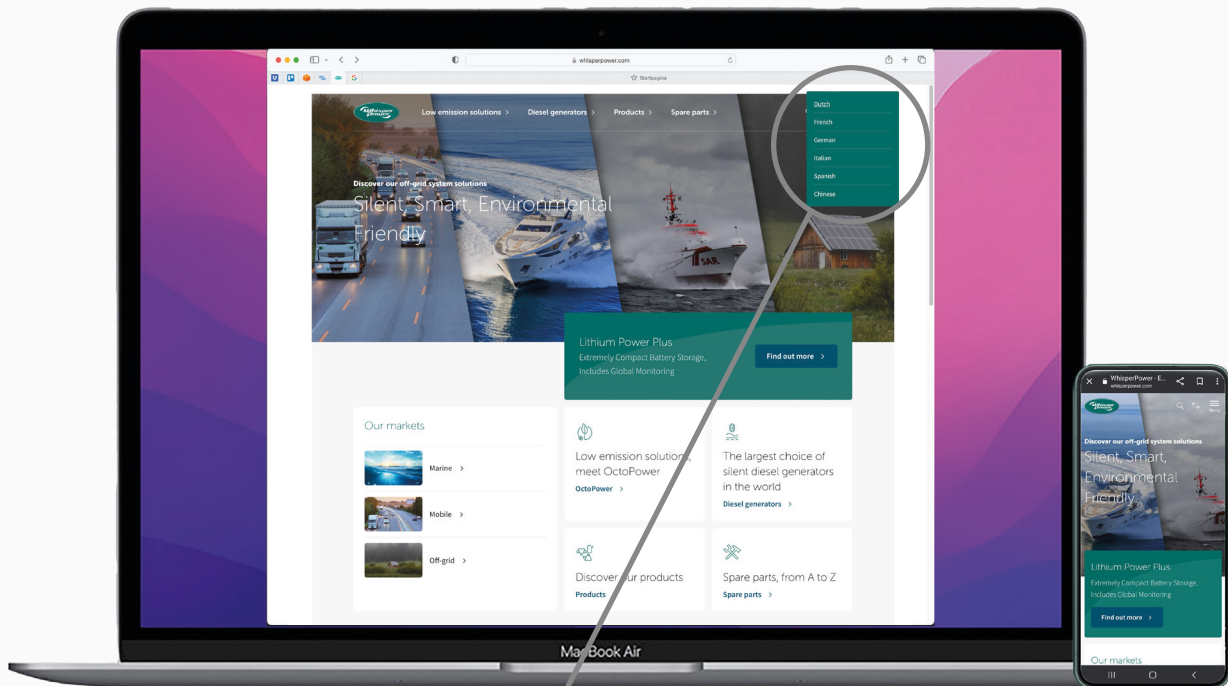 whisperpower.com
Startpagina
Whisper
Power
Low emission solutions
Diesel generators
Products
Spare parts
Dutch
French
German
Italian
Spanish
Chinese
Discover our off-grid system solutions
Silent, Smart, Environmental
Friendly
SAR
Lithium Power Plus
Extremely Compact Battery Storage,
Includes Global Monitoring
Find out more
Our markets
Marine
Mobile
Off-grid
Low emission solutions,
meet OctoPower
OctoPower
The largest choice of
silent diesel generators
in the world
Diesel generators
Discover our products
Products
Spare parts, from A to Z
Spare parts
MacBook Air
WhisperPower - E...
whisperpower.com
Whisper
Power
Menu
Discover our off-grid system solutions
Silent, Smart,
Environmental
Friendly
Lithium Power Plus
Extremely Compact Battery Storage,
Includes Global Monitoring
Find out more
Our markets